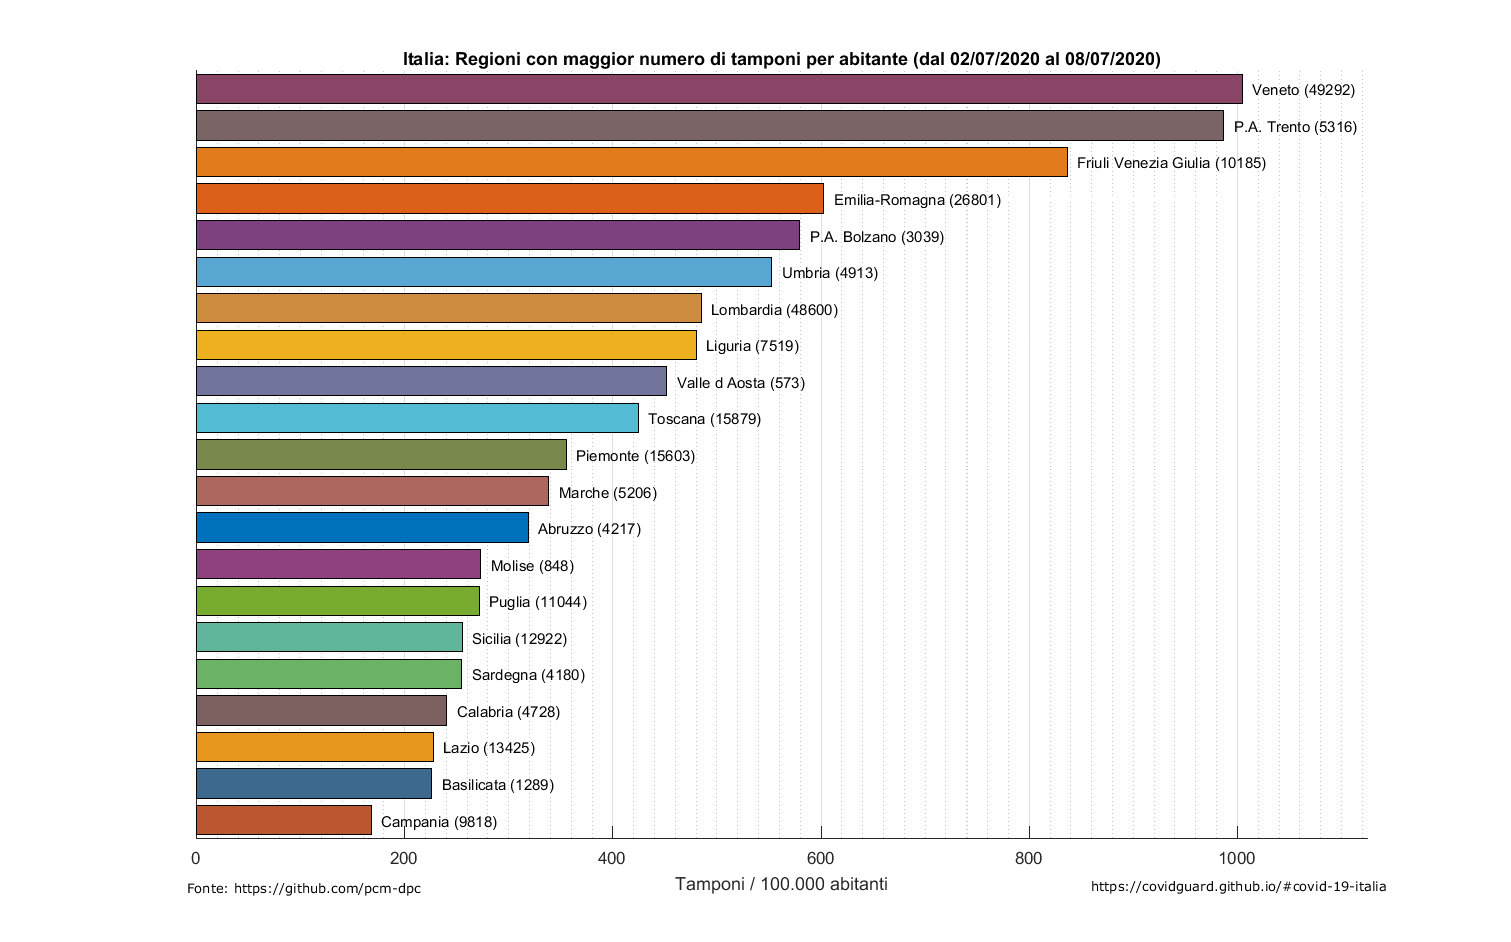 Italia: Regioni con maggior numero di tamponi per abitante (dal 02/07/2020 al 08/07/2020)
Veneto (49292)
P.A. Trento (5316)
Friuli Venezia Giulia (10185)
Emilia-Romagna (26801)
P.A. Bolzano (3039)
Umbria (4913)
Lombardia (48600)
Liguria (7519)
Valle d Aosta (573)
Toscana (15879)
Piemonte (15603)
Marche (5206)
Abruzzo (4217)
Molise (848)
Puglia (11044)
Sicilia (12922)
Sardegna (4180)
Calabria (4728)
Lazio (13425)
Basilicata (1289)
Campania (9818)
0 200 400 600 800 1000
Tamponi / 100.000 abitanti
Fonte: https://github.com/pcm-dpc
https://covidguard.github.io/#covid-19-italia